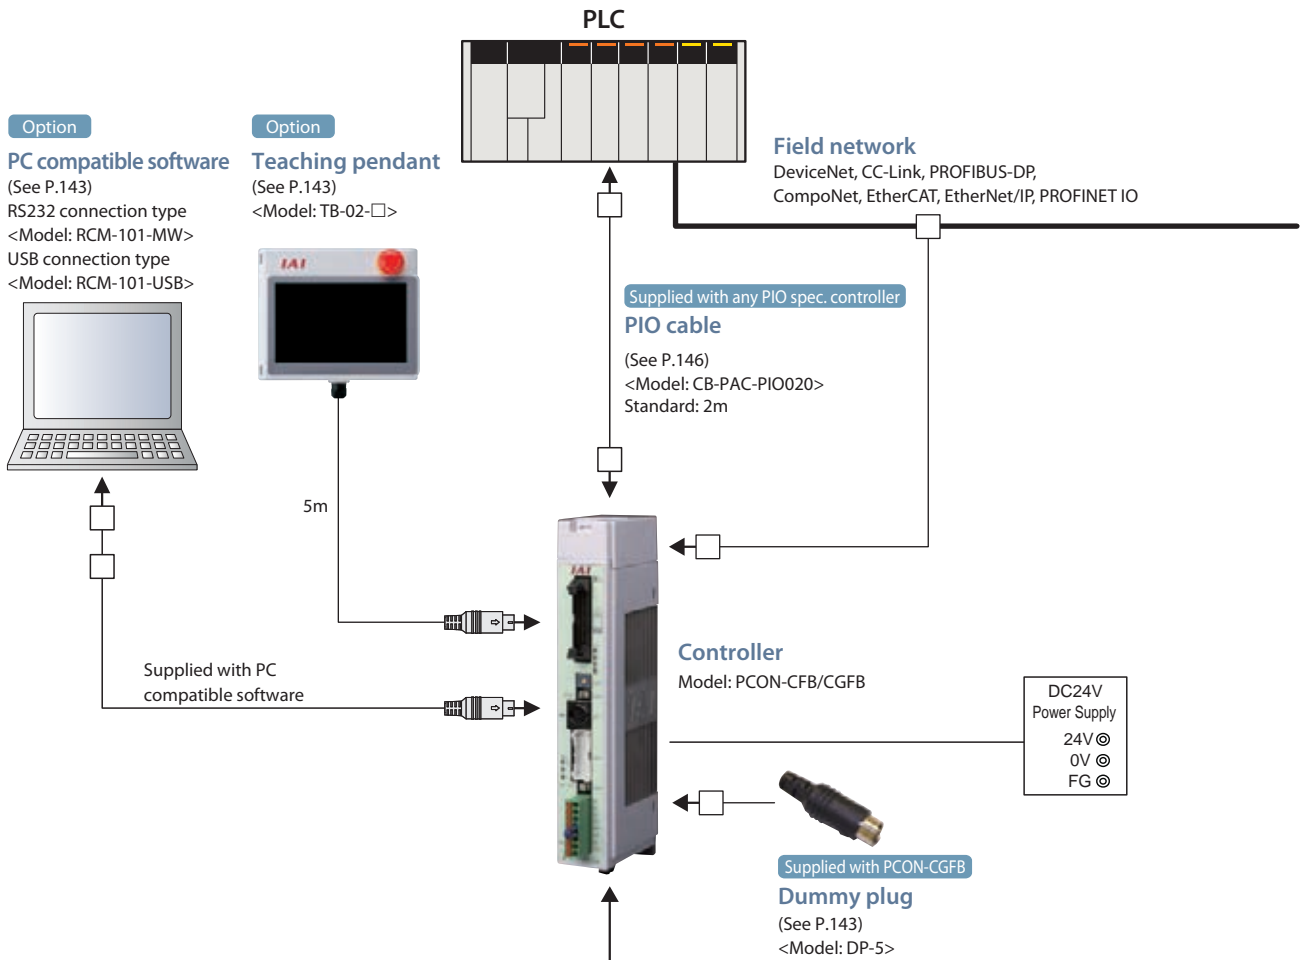 PLC
Option
PC compatible software
(See P.143)
RS232 connection type
<Model: RCM-101-MW>
USB connection type
<Model: RCM-101-USB>
Option
Teaching pendant
(See P.143)
<Model: TB-02-□>
IAI
Field network
DeviceNet, CC-Link, PROFIBUS-DP,
CompoNet, EtherCAT, EtherNet/IP, PROFINET IO
Supplied with any PIO spec. controller
PIO cable
(See P.146)
<Model: CB-PAC-PIO020>
Standard: 2m
5m
IAI
Supplied with PC
compatible software
Controller
Model: PCON-CFB/CGFB
DC24V
Power Supply
24V
0V
FG
Supplied with PCON-CGFB
Dummy plug
(See P.143)
<Model: DP-5>